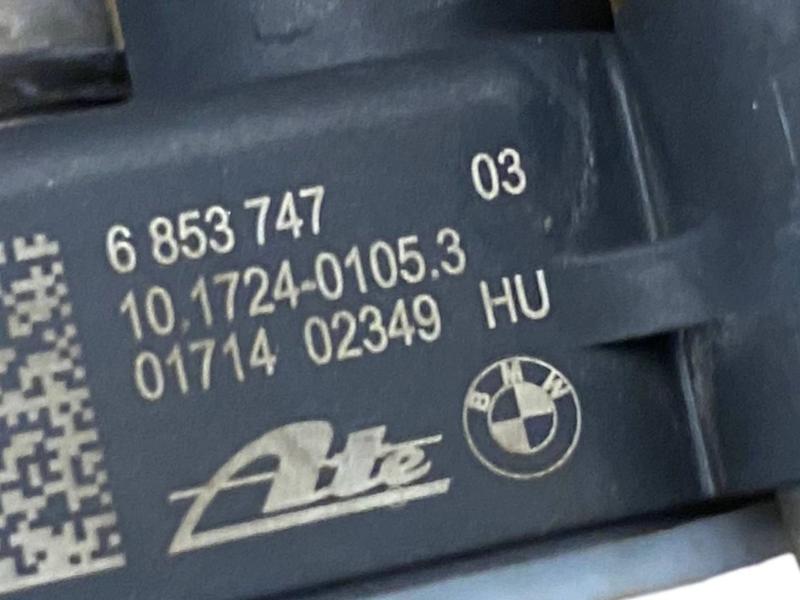 6 853 747 03
10.1724-0105.3
01714 02349 HU
Ate
BMW